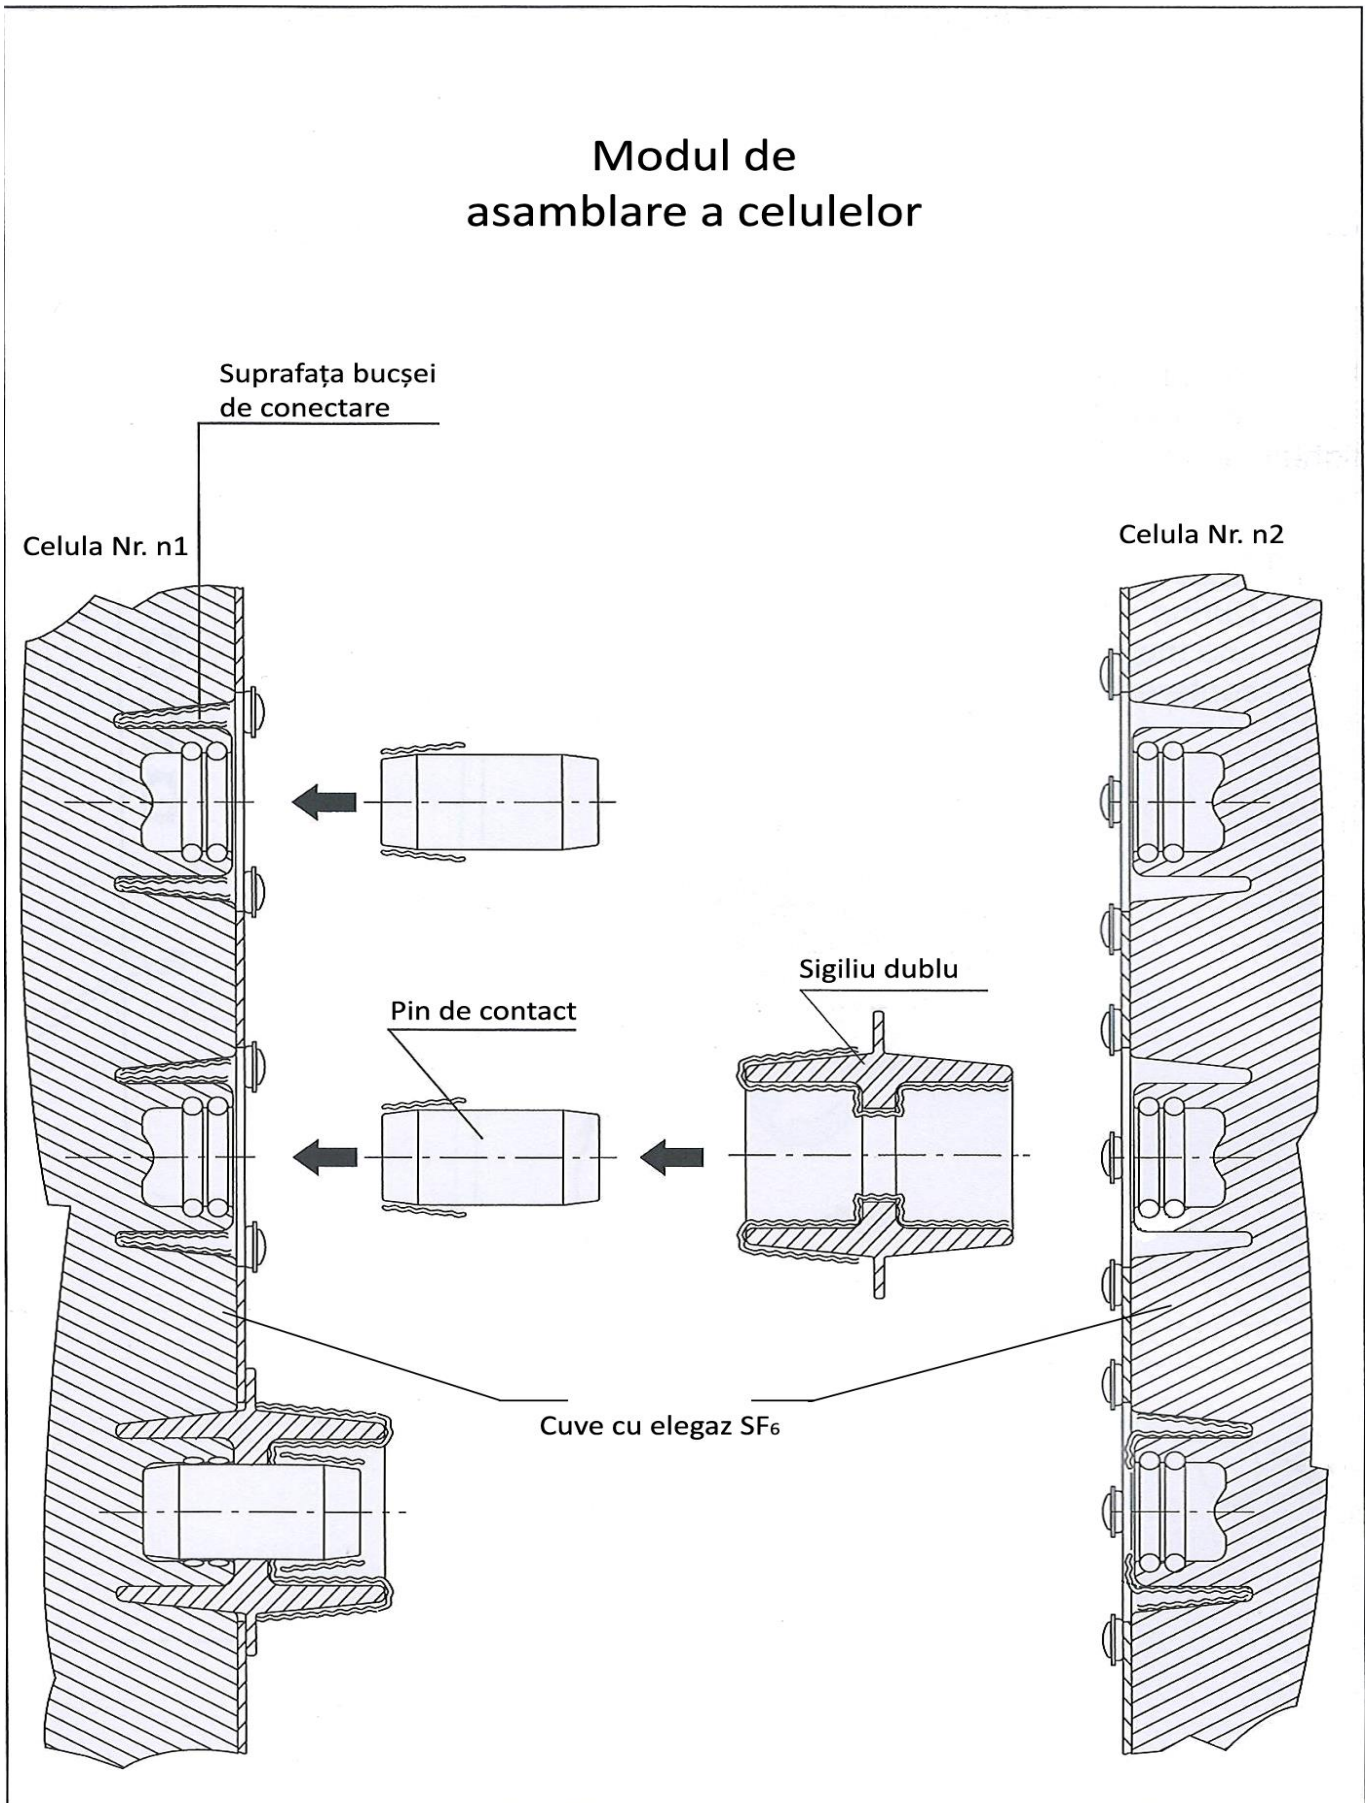 Modul de
asamblare a celulelor
Suprafața bucșei
de conectare
Celula Nr. n1
Celula Nr. n2
Sigiliu dublu
Pin de contact
Cuve cu elegaz SF₆